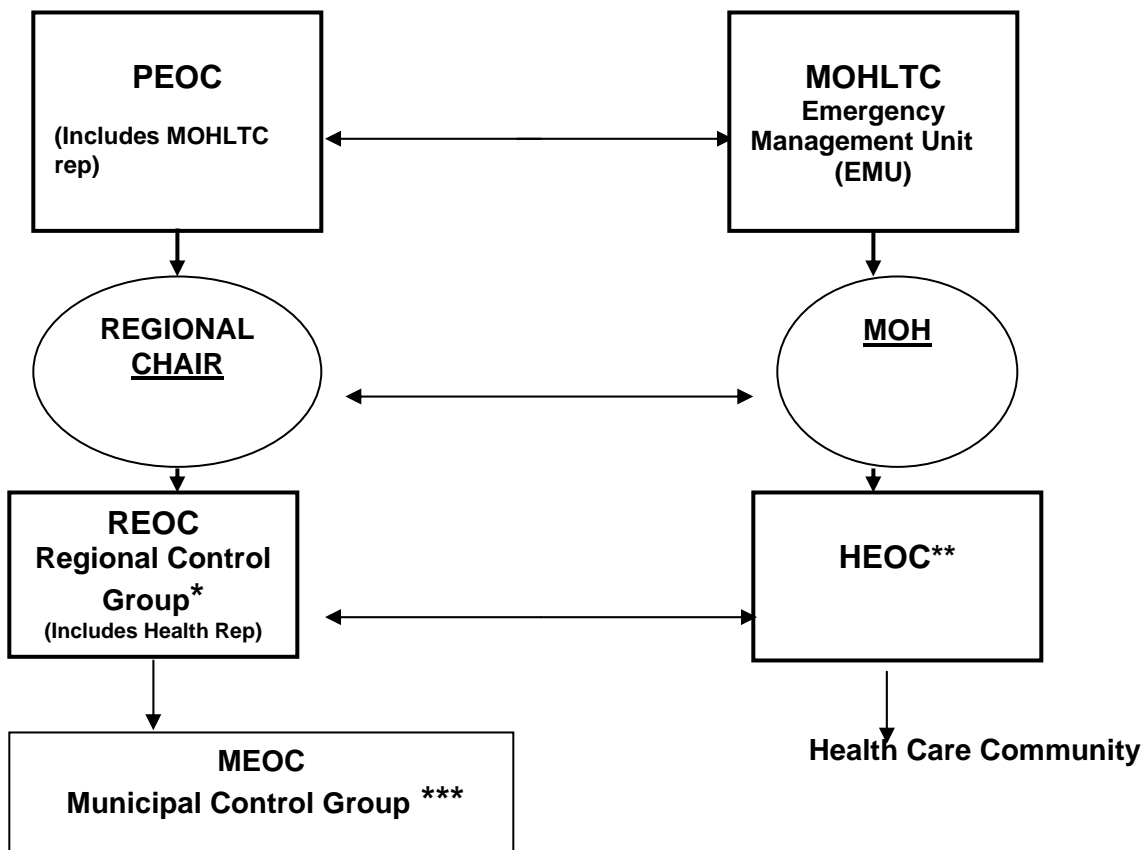 PEOC
(Includes MOHLTC
rep)
MOHLTC
Emergency
Management Unit
(EMU)
REGIONAL
CHAIR
MOH
REOC
Regional Control
Group*
(Includes Health Rep)
HEOC**
MEOC
Municipal Control Group ***
Health Care Community